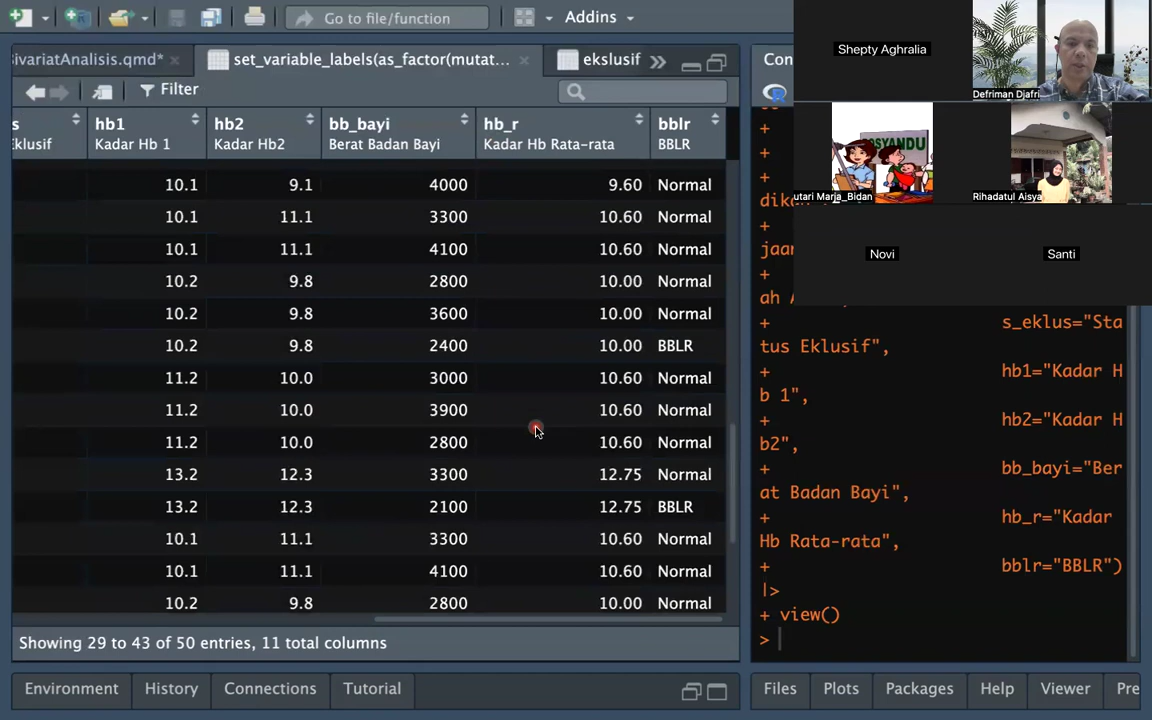 Go to file/function
Addins
ivariatAnalisis.qmd*
set_variable_labels(as_factor(mutat...
ekslusif
Filter
s hb1 hb2 bb_bayi hb_r bblr
Eklusif Kadar Hb 1 Kadar Hb2 Berat Badan Bayi Kadar Hb Rata-rata BBLR
10.1 9.1 4000 9.60 Normal
10.1 11.1 3300 10.60 Normal
10.1 11.1 4100 10.60 Normal
10.2 9.8 2800 10.00 Normal
10.2 9.8 3600 10.00 Normal
10.2 9.8 2400 10.00 BBLR
11.2 10.0 3000 10.60 Normal
11.2 10.0 3900 10.60 Normal
11.2 10.0 2800 10.60 Normal
13.2 12.3 3300 12.75 Normal
13.2 12.3 2100 12.75 BBLR
10.1 11.1 3300 10.60 Normal
10.1 11.1 4100 10.60 Normal
10.2 9.8 2800 10.00 Normal
Showing 29 to 43 of 50 entries, 11 total columns
Environment History Connections Tutorial
Con
+
+
+
dika
+
jaan
+
ah A
+ s_eklus="Sta
tus Eklusif",
+ hb1="Kadar H
b 1",
+ hb2="Kadar H
b2",
+ bb_bayi="Ber
at Badan Bayi",
+ hb_r="Kadar
Hb Rata-rata",
+ bblr="BBLR")
|>
+ view()
>
Files Plots Packages Help Viewer Pre
Shepty Aghralia
Defriman Djafri
OSYANDU
utari Marja_Bidan
Rihadatul Aisya
Novi
Santi